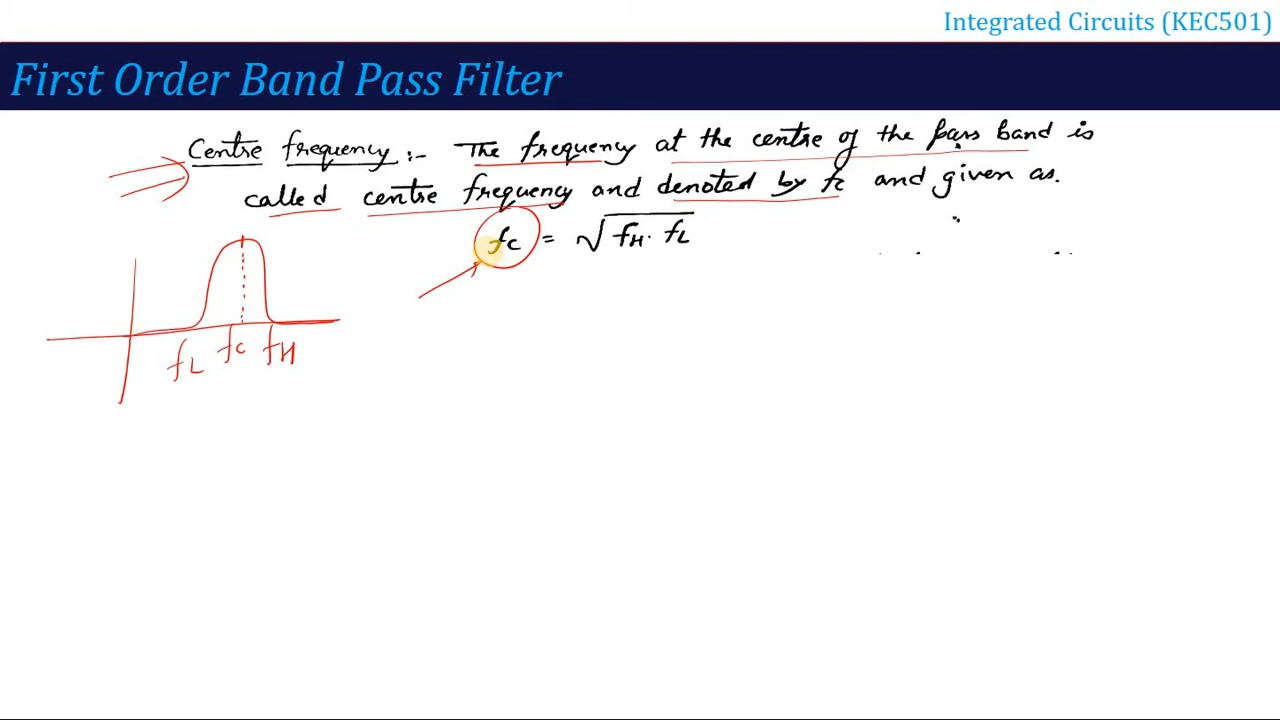 Integrated Circuits (KEC501)
First Order Band Pass Filter
Centre frequency :- The frequency at the centre of the pass band is
called centre frequency and denoted by fc and given as.
fc = √fH. fL
fL fc fH